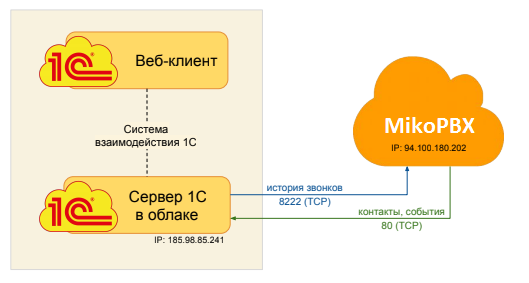 1С
Веб-клиент
Система
взаимодействия 1С
MikoPBX
IP: 94.100.180.202
1С
Сервер 1С
в облаке
IP: 185.98.85.241
история звонков
8222 (TCP)
контакты, события
80 (TCP)